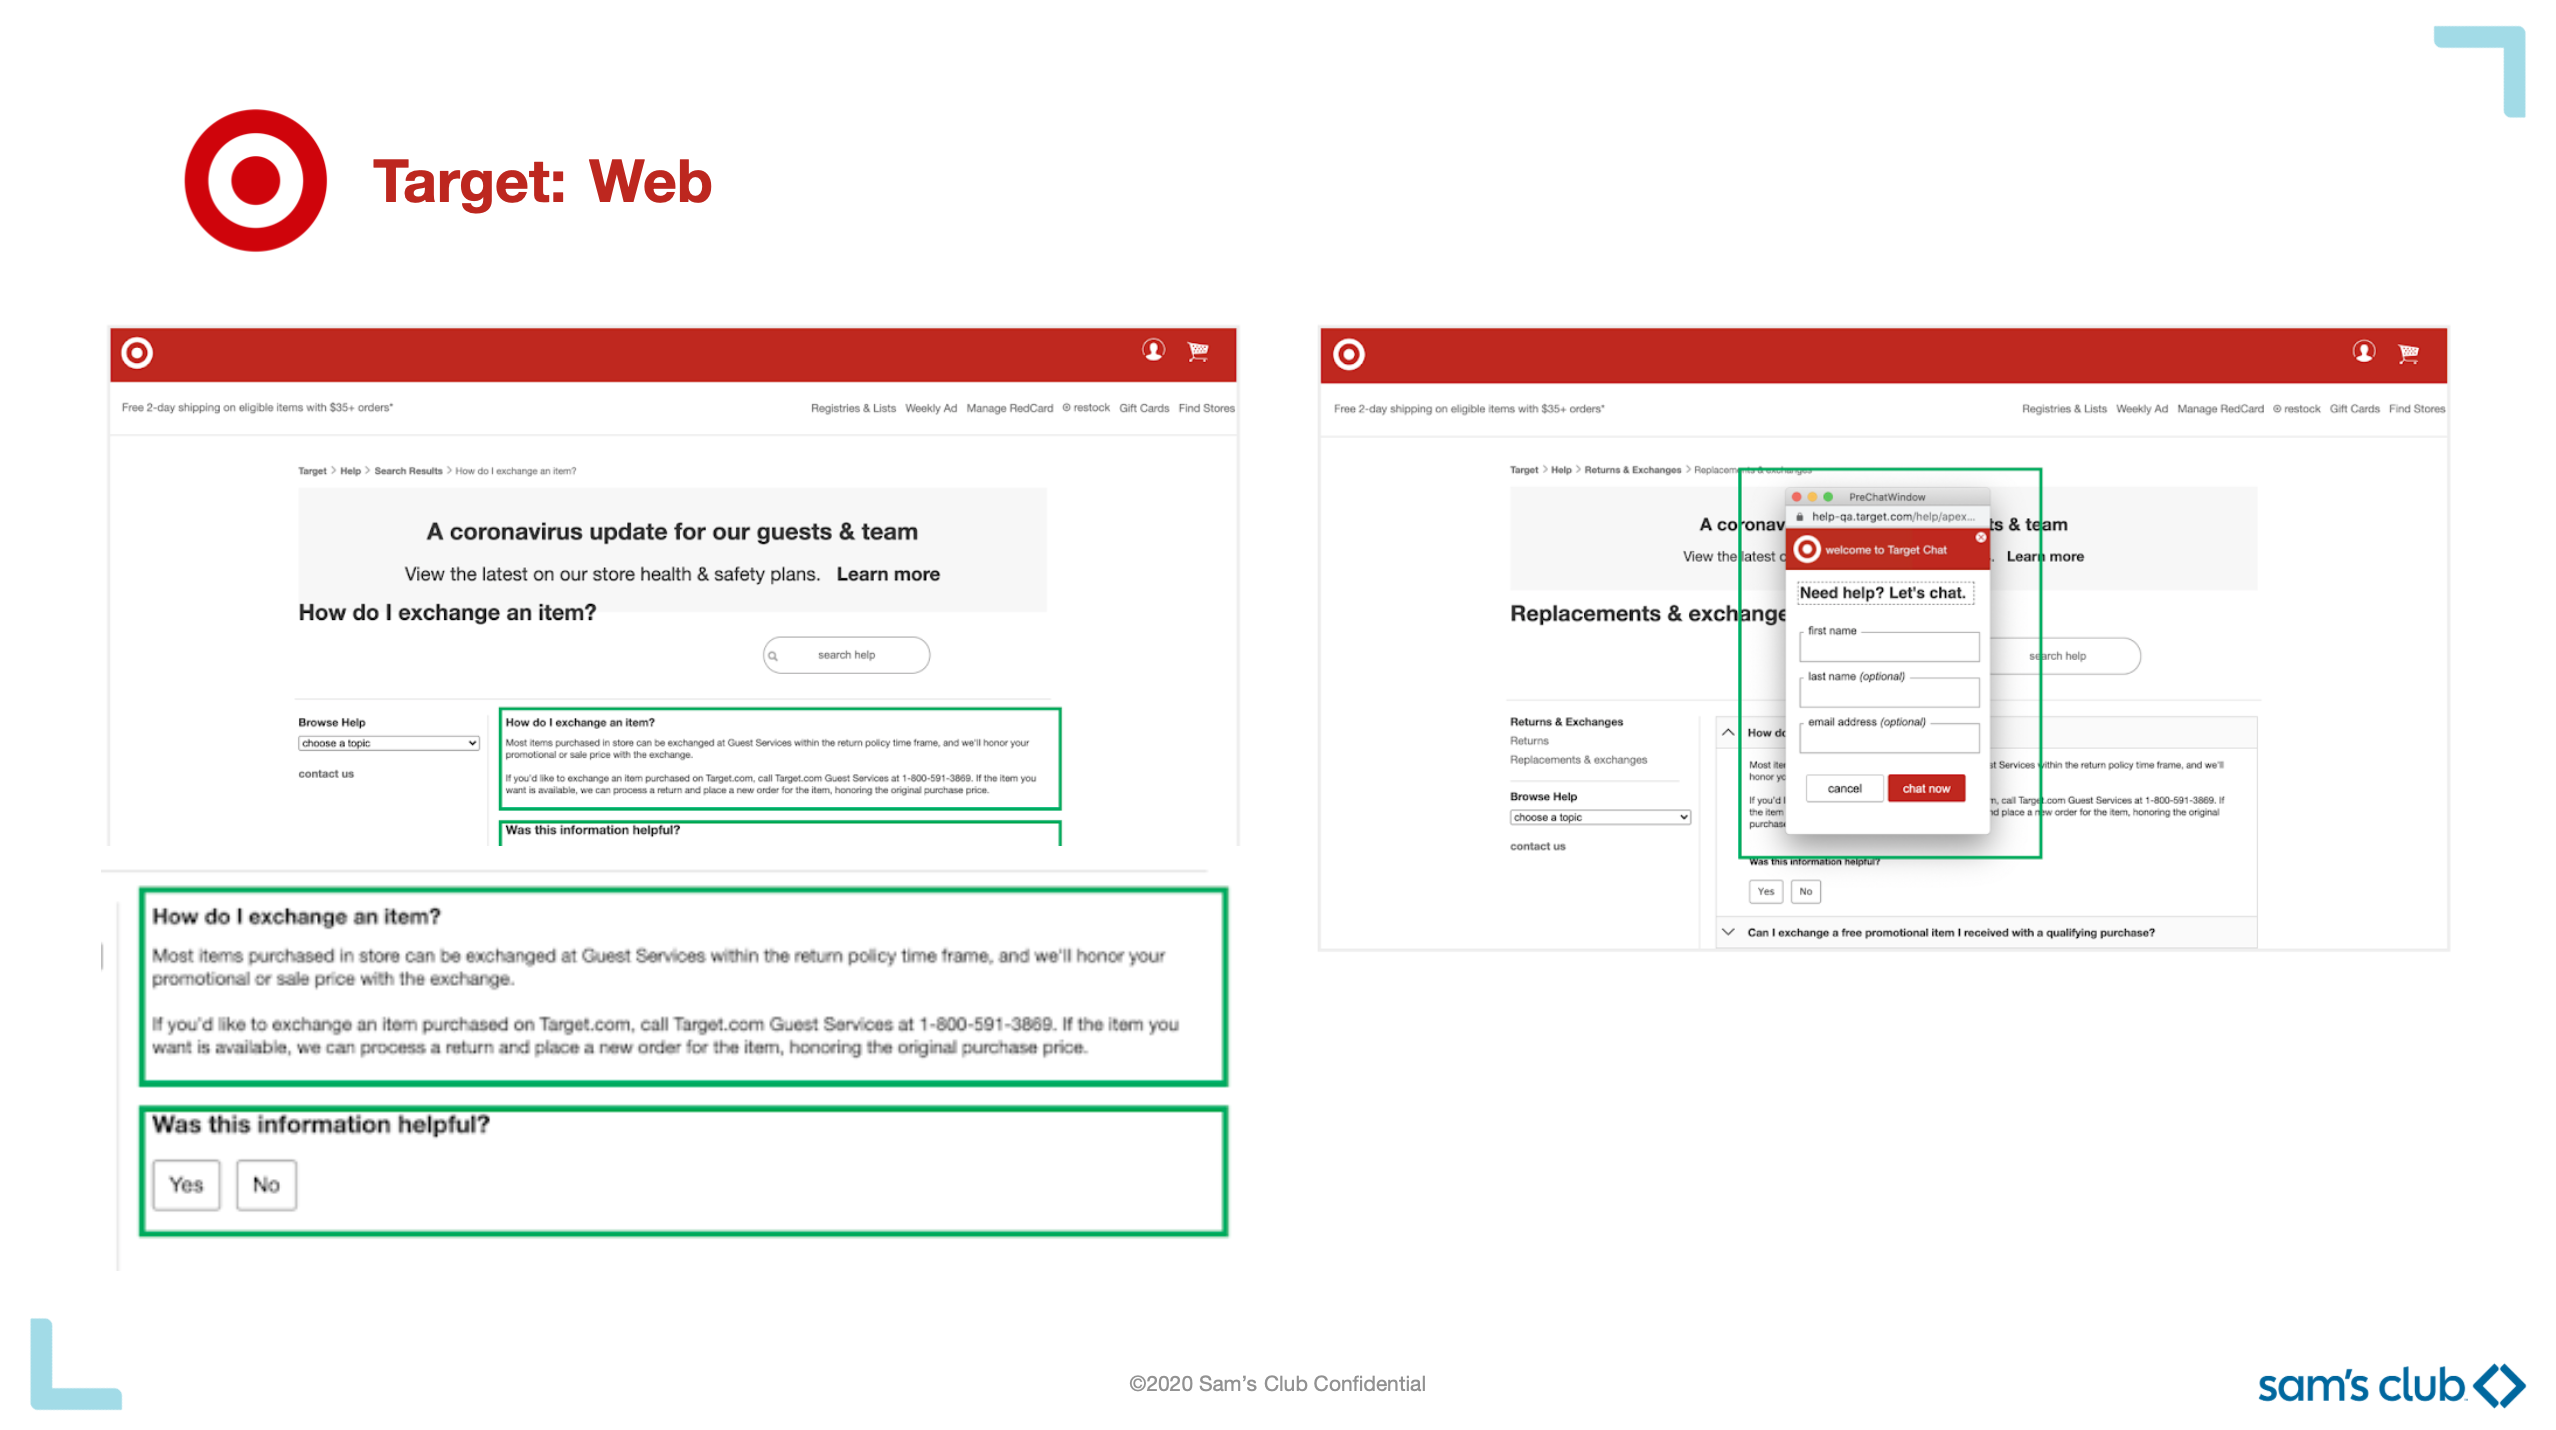 Target: Web
Free 2-day shipping on eligible items with $35+ orders*
Registries & Lists Weekly Ad Manage RedCard restock Gift Cards Find Stores
Target > Help > Search Results > How do I exchange an item?
A coronavirus update for our guests & team
View the latest on our store health & safety plans. Learn more
How do I exchange an item?
search help
Browse Help
choose a topic
contact us
How do I exchange an item?
Most items purchased in store can be exchanged at Guest Services within the return policy time frame, and we'll honor your
promotional or sale price with the exchange.
If you'd like to exchange an item purchased on Target.com, call Target.com Guest Services at 1-800-591-3869. If the item you
want is available, we can process a return and place a new order for the item, honoring the original purchase price.
Was this information helpful?
How do I exchange an item?
Most items purchased in store can be exchanged at Guest Services within the return policy time frame, and we'll honor your
promotional or sale price with the exchange.
If you'd like to exchange an item purchased on Target.com, call Target.com Guest Services at 1-800-591-3869. If the item you
want is available, we can process a return and place a new order for the item, honoring the original purchase price.
Was this information helpful?
Yes No
Free 2-day shipping on eligible items with $35+ orders*
Registries & Lists Weekly Ad Manage RedCard restock Gift Cards Find Stores
Target > Help > Returns & Exchanges > Replacements & exchanges
A coronav
ts & team
View the latest
Learn more
Replacements & exchange
search help
Returns & Exchanges
Returns
Replacements & exchanges
Browse Help
choose a topic
contact us
PreChatWindow
help-qa.target.com/help/apex...
welcome to Target Chat
Need help? Let's chat.
first name
last name (optional)
email address (optional)
cancel chat now
How do
Most ite
st Services within the return policy time frame, and we'll
honor yo
If you'd l
n, call Target.com Guest Services at 1-800-591-3869. If
the item
nd place a new order for the item, honoring the original
purchase
Was this information helpful?
Yes No
Can I exchange a free promotional item I received with a qualifying purchase?
©2020 Sam's Club Confidential
sam's club